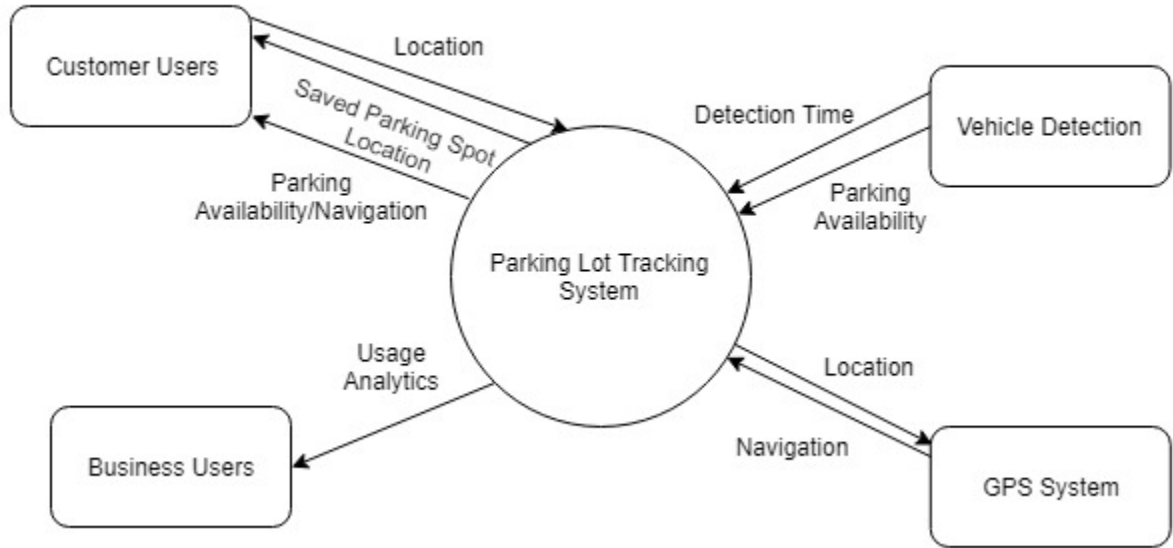 Customer Users
Location
Saved Parking Spot
Location
Parking
Availability/Navigation
Detection Time
Vehicle Detection
Parking
Availability
Parking Lot Tracking
System
Usage
Analytics
Business Users
Location
Navigation
GPS System